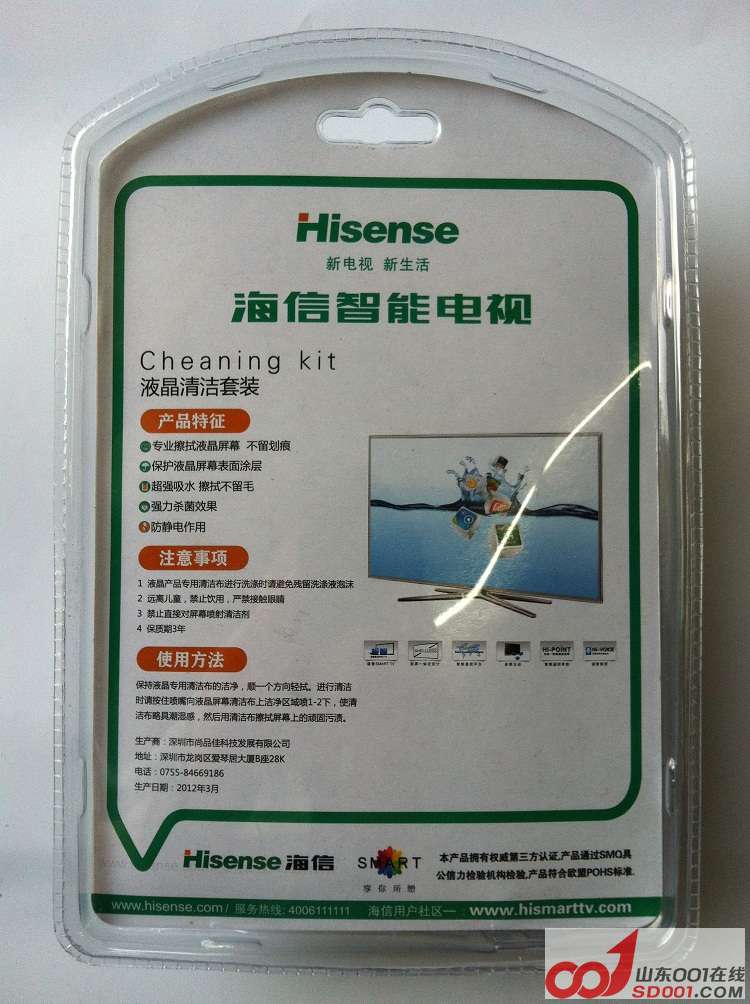 Hisense
新电视 新生活
海信智能电视
Cheaning kit
液晶清洁套装
产品特征
专业擦拭液晶屏幕 不留划痕
保护液晶屏幕表面涂层
超强吸水 擦拭不留毛
强力杀菌效果
防静电作用
注意事项
1 液晶产品专用清洁布进行洗涤时请避免残留洗涤液泡沫
2 远离儿童，禁止饮用，严禁接触眼睛
3 禁止直接对屏幕喷射清洁剂
4 保质期3年
HI-POINT
使用方法
保持液晶专用清洁布的洁净，顺一个方向轻拭。进行清洁
时请按住喷嘴向液晶屏幕清洁布上洁净区域喷1-2下，使清
洁布略具潮湿感，然后用清洁布擦拭屏幕上的顽固污渍。
生产商：深圳市尚品佳科技发展有限公司
地址：深圳市龙岗区爱琴居大厦B座28K
电话：0755-84669186
生产日期：2012年3月
Hisense 海信
SMART
享你所想
本产品拥有权威第三方认证,产品通过SMQ具
公信力检验机构检验,产品符合欧盟POHS标准.
www.hisense.com / 服务热线: 4006111111 海信用户社区一： www.hismarttv.com
001 山东001在线
SD001.COM